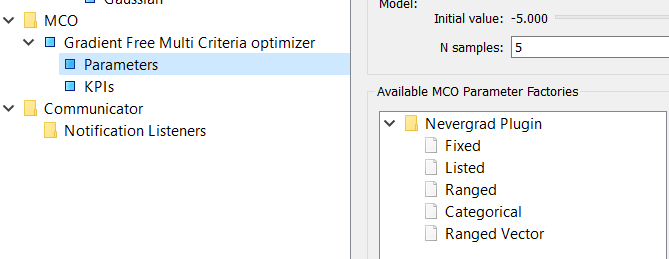 Gaussian
MCO
Gradient Free Multi Criteria optimizer
Parameters
KPIs
Communicator
Notification Listeners
Model:
Initial value: -5.000
N samples: 5
Available MCO Parameter Factories
Nevergrad Plugin
Fixed
Listed
Ranged
Categorical
Ranged Vector